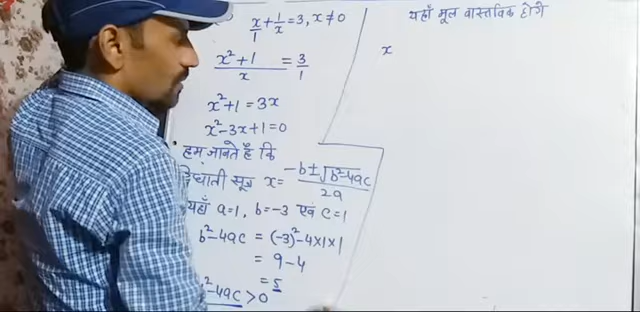 x/1 + 1/x = 3, x ≠ 0
(x² + 1)/x = 3/1
x² + 1 = 3x
x² - 3x + 1 = 0
हम जानते हैं कि
द्विघाती सूत्र x = (-b ± √(b² - 4ac))/2a
यहाँ a = 1, b = -3 एवं c = 1
b² - 4ac = (-3)² - 4 × 1 × 1
= 9 - 4
= 5
b² - 4ac > 0
यहाँ मूल वास्तविक होंगे
x